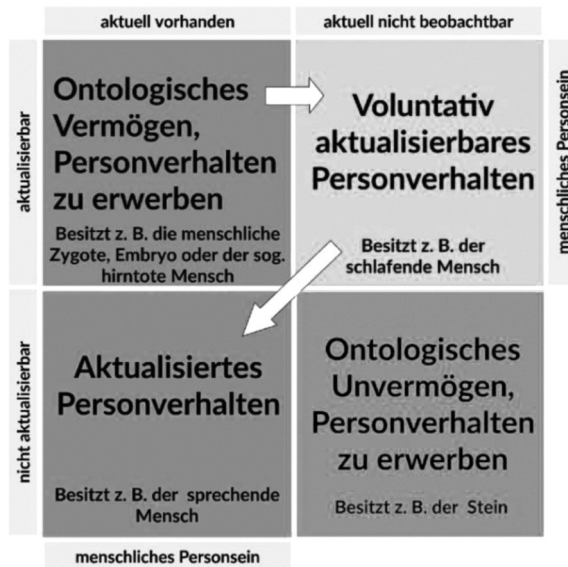 aktuell vorhanden
aktuell nicht beobachtbar
aktualisierbar
Ontologisches
Vermögen,
Personverhalten
zu erwerben
Besitzt z. B. die menschliche
Zygote, Embryo oder der sog.
hirntote Mensch
Voluntativ
aktualisierbares
Personverhalten
Besitzt z. B. der
schlafende Mensch
menschliches Personsein
nicht aktualisierbar
Aktualisiertes
Personverhalten
Besitzt z. B. der sprechende
Mensch
Ontologisches
Unvermögen,
Personverhalten
zu erwerben
Besitzt z. B. der Stein
menschliches Personsein